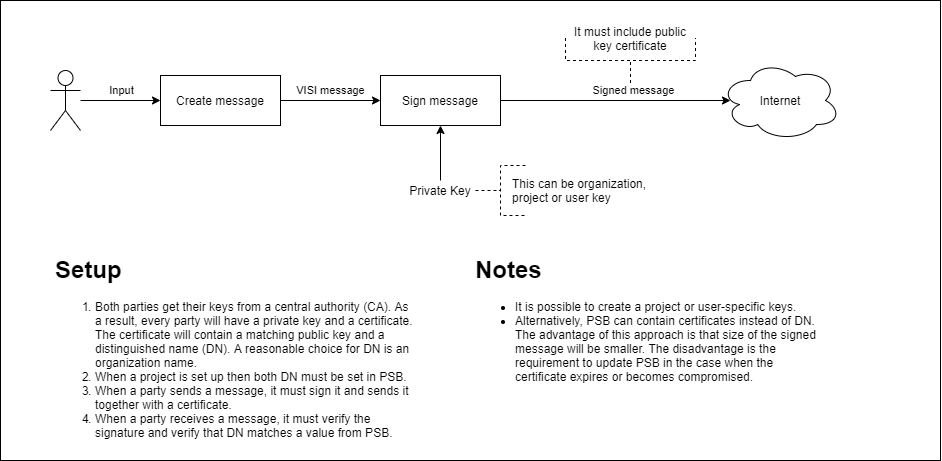 It must include public
key certificate
Input
Create message
VISI message
Sign message
Signed message
Internet
Private Key
This can be organization,
project or user key
Setup
1. Both parties get their keys from a central authority (CA). As
a result, every party will have a private key and a certificate.
The certificate will contain a matching public key and a
distinguished name (DN). A reasonable choice for DN is an
organization name.
2. When a project is set up then both DN must be set in PSB.
3. When a party sends a message, it must sign it and sends it
together with a certificate.
4. When a party receives a message, it must verify the
signature and verify that DN matches a value from PSB.
Notes
• It is possible to create a project or user-specific keys.
• Alternatively, PSB can contain certificates instead of DN.
The advantage of this approach is that size of the signed
message will be smaller. The disadvantage is the
requirement to update PSB in the case when the
certificate expires or becomes compromised.